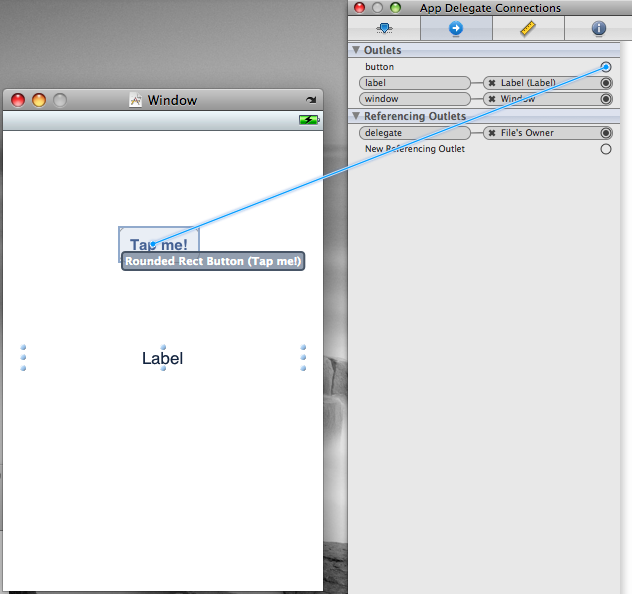 App Delegate Connections
Outlets
button
label
Label (Label)
window
Window
Referencing Outlets
delegate
File's Owner
New Referencing Outlet
Window
Tap me!
Rounded Rect Button (Tap me!)
Label